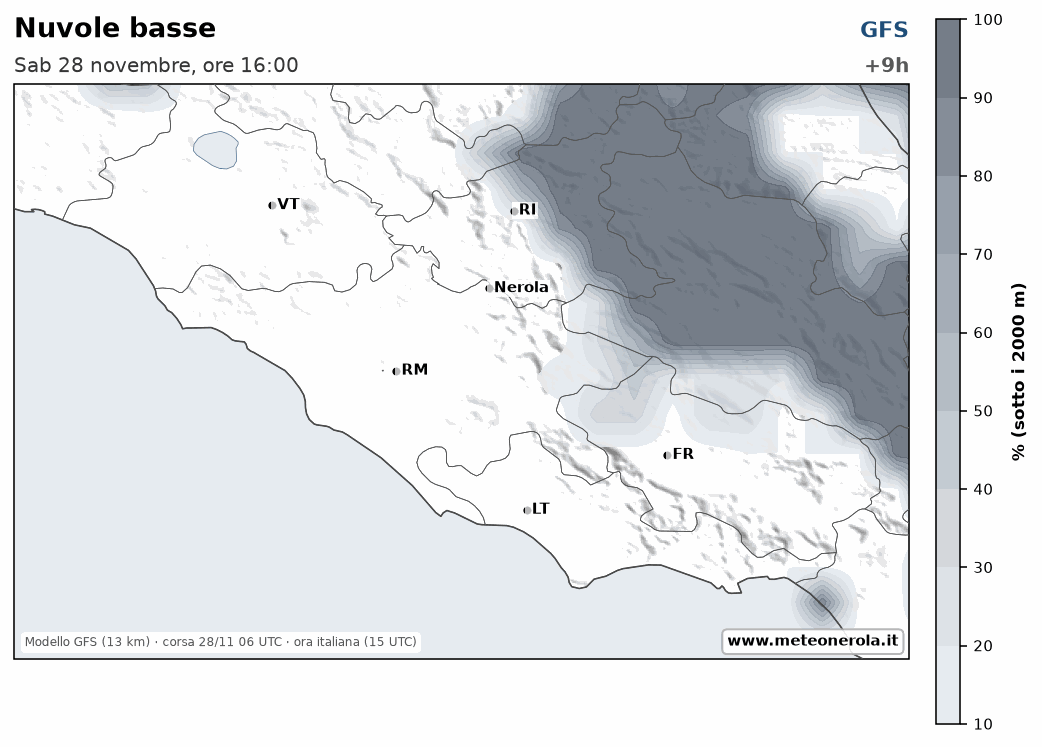 Nuvole basse
GFS
Sab 28 novembre, ore 16:00
+9h
VT
RI
Nerola
RM
FR
LT
Modello GFS (13 km) · corsa 28/11 06 UTC · ora italiana (15 UTC)
www.meteonerola.it
100
90
80
70
60
50
40
30
20
10
% (sotto i 2000 m)